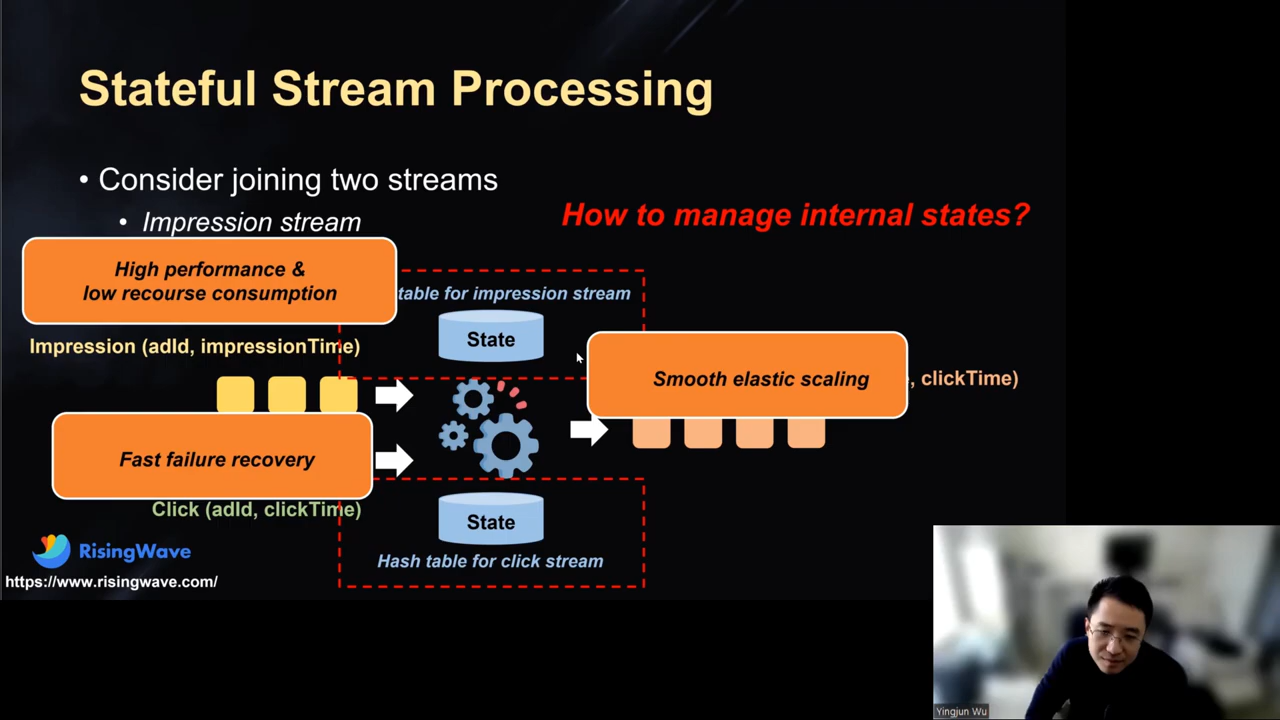 Stateful Stream Processing
• Consider joining two streams
• Impression stream
How to manage internal states?
High performance &
low recourse consumption
table for impression stream
State
Impression (adId, impressionTime)
Smooth elastic scaling
, clickTime)
Fast failure recovery
Click (adId, clickTime)
State
Hash table for click stream
RisingWave
https://www.risingwave.com/
Yingjun Wu